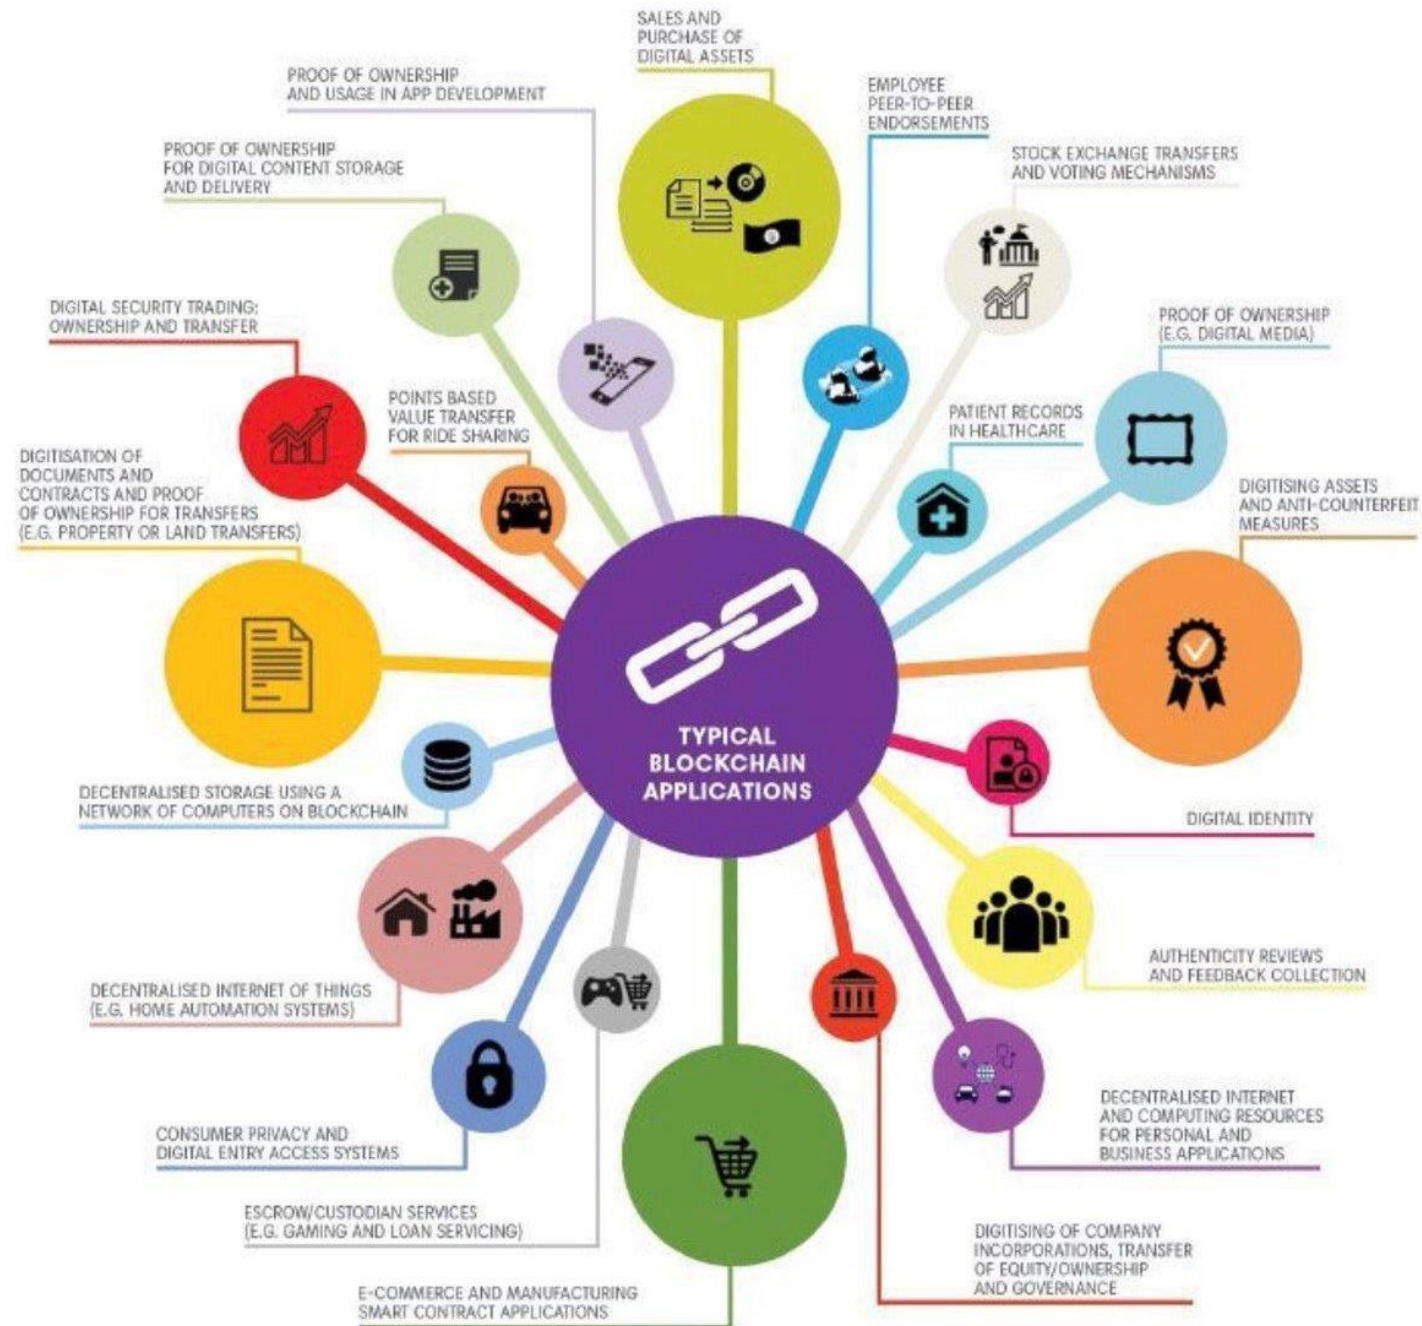 SALES AND
PURCHASE OF
DIGITAL ASSETS
PROOF OF OWNERSHIP
AND USAGE IN APP DEVELOPMENT
EMPLOYEE
PEER-TO-PEER
ENDORSEMENTS
PROOF OF OWNERSHIP
FOR DIGITAL CONTENT STORAGE
AND DELIVERY
STOCK EXCHANGE TRANSFERS
AND VOTING MECHANISMS
DIGITAL SECURITY TRADING:
OWNERSHIP AND TRANSFER
PROOF OF OWNERSHIP
(E.G. DIGITAL MEDIA)
POINTS BASED
VALUE TRANSFER
FOR RIDE SHARING
PATIENT RECORDS
IN HEALTHCARE
DIGITISATION OF
DOCUMENTS AND
CONTRACTS AND PROOF
OF OWNERSHIP FOR TRANSFERS
(E.G. PROPERTY OR LAND TRANSFERS)
DIGITISING ASSETS
AND ANTI-COUNTERFEIT
MEASURES
TYPICAL
BLOCKCHAIN
APPLICATIONS
DECENTRALISED STORAGE USING A
NETWORK OF COMPUTERS ON BLOCKCHAIN
DIGITAL IDENTITY
AUTHENTICITY REVIEWS
AND FEEDBACK COLLECTION
DECENTRALISED INTERNET OF THINGS
(E.G. HOME AUTOMATION SYSTEMS)
DECENTRALISED INTERNET
AND COMPUTING RESOURCES
FOR PERSONAL AND
BUSINESS APPLICATIONS
CONSUMER PRIVACY AND
DIGITAL ENTRY ACCESS SYSTEMS
ESCROW/CUSTODIAN SERVICES
(E.G. GAMING AND LOAN SERVICING)
DIGITISING OF COMPANY
INCORPORATIONS, TRANSFER
OF EQUITY/OWNERSHIP
AND GOVERNANCE
E-COMMERCE AND MANUFACTURING
SMART CONTRACT APPLICATIONS